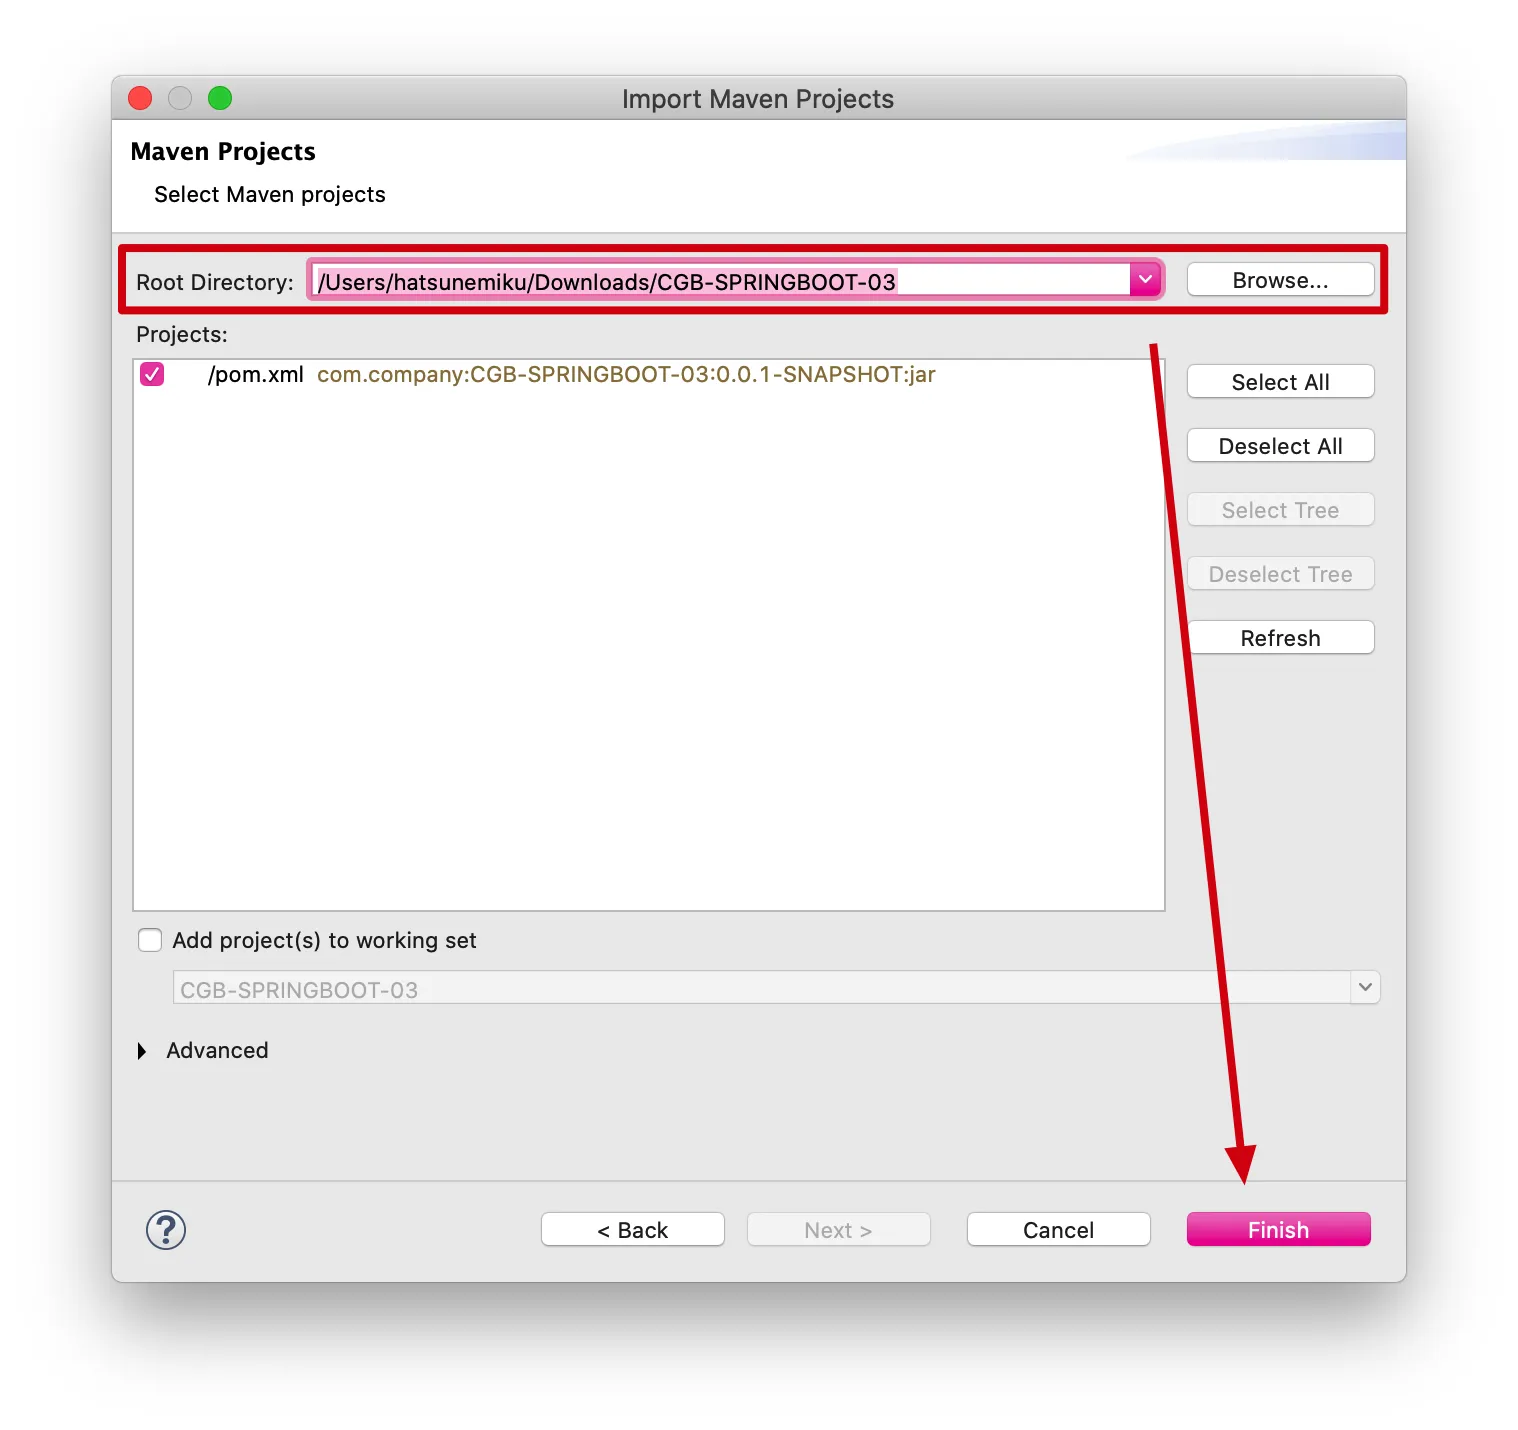 Import Maven Projects
Maven Projects
Select Maven projects
Root Directory: /Users/hatsunemiku/Downloads/CGB-SPRINGBOOT-03 Browse...
Projects:
/pom.xml com.company:CGB-SPRINGBOOT-03:0.0.1-SNAPSHOT:jar
Select All
Deselect All
Select Tree
Deselect Tree
Refresh
Add project(s) to working set
CGB-SPRINGBOOT-03
Advanced
? < Back Next > Cancel Finish